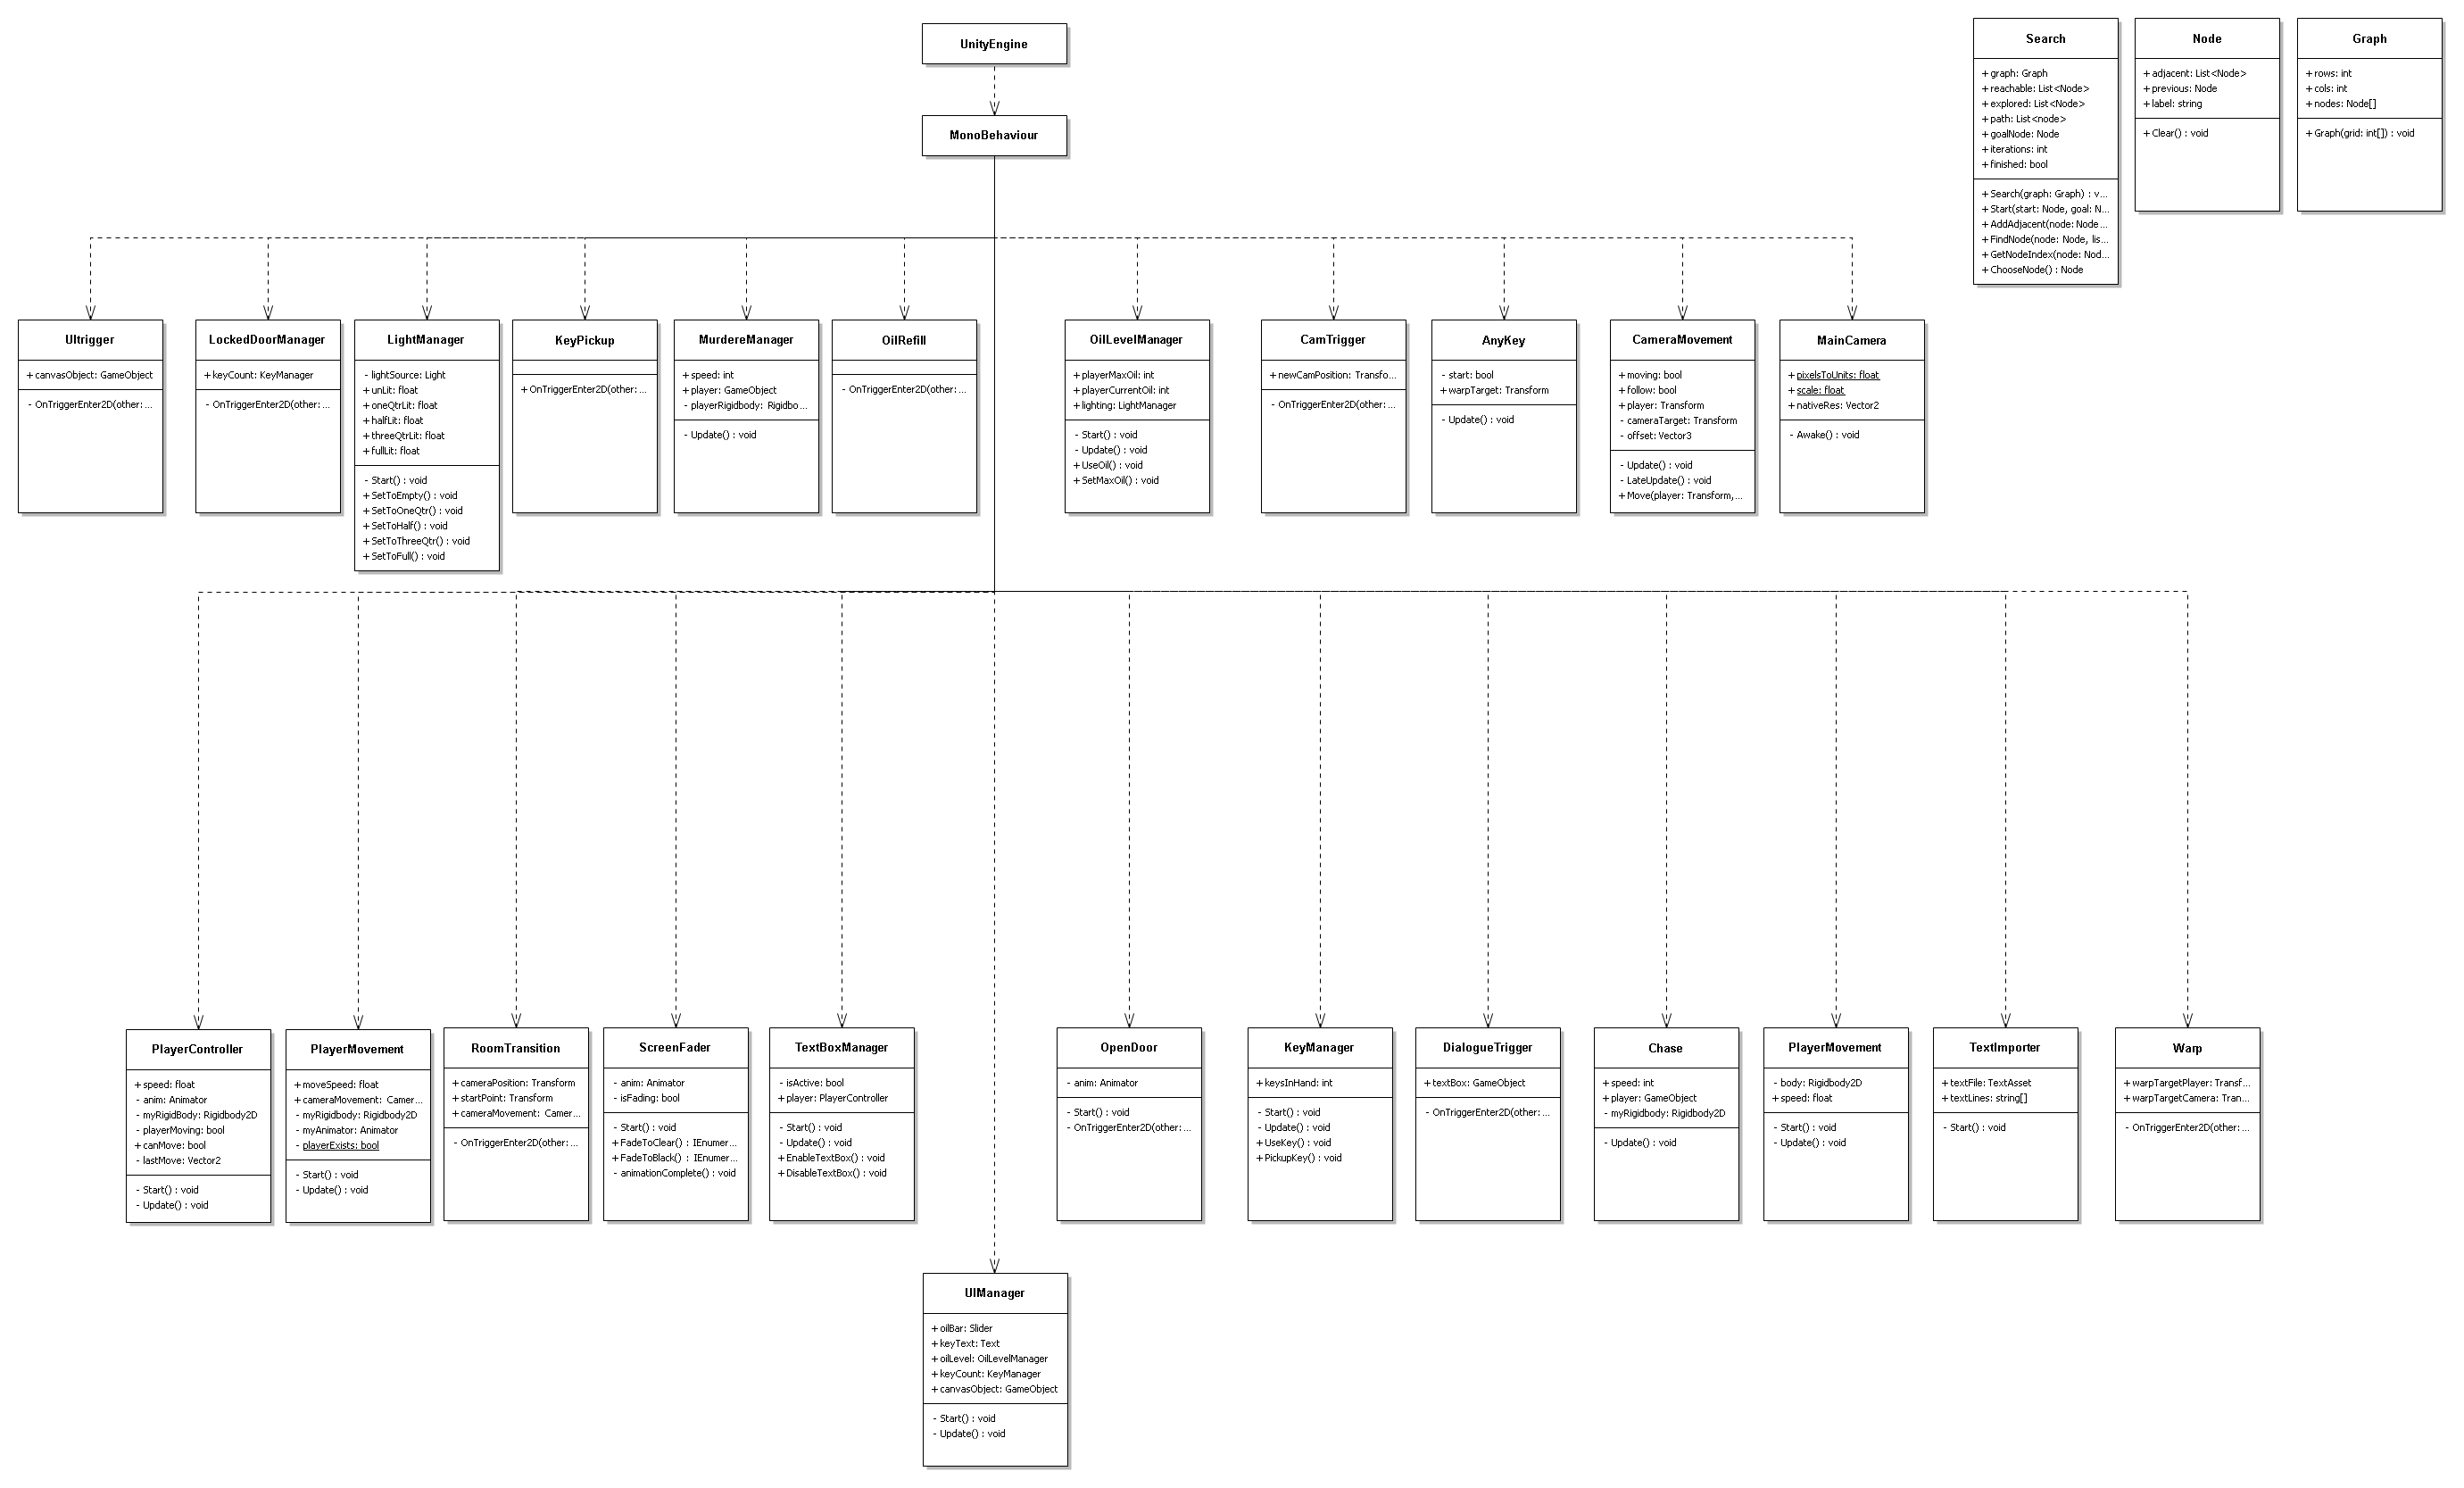 UnityEngine
MonoBehaviour
Search
+ graph: Graph
+ reachable: List<Node>
+ explored: List<Node>
+ path: List<node>
+ goalNode: Node
+ iterations: int
+ finished: bool
+ Search(graph: Graph) : v...
+ Start(start: Node, goal: N...
+ AddAdjacent(node: Node...
+ FindNode(node: Node, lis...
+ GetNodeIndex(node: Nod...
+ ChooseNode() : Node
Node
+ adjacent: List<Node>
+ previous: Node
+ label: string
+ Clear() : void
Graph
+ rows: int
+ cols: int
+ nodes: Node[]
+ Graph(grid: int[]) : void
UItrigger
+ canvasObject: GameObject
- OnTriggerEnter2D(other: ...
LockedDoorManager
+ keyCount: KeyManager
- OnTriggerEnter2D(other: ...
LightManager
- lightSource: Light
+ unLit: float
+ oneQtrLit: float
+ halfLit: float
+ threeQtrLit: float
+ fullLit: float
- Start() : void
+ SetToEmpty() : void
+ SetToOneQtr() : void
+ SetToHalf() : void
+ SetToThreeQtr() : void
+ SetToFull() : void
KeyPickup
+ OnTriggerEnter2D(other: ...
MurdereManager
+ speed: int
+ player: GameObject
- playerRigidbody: Rigidbo...
- Update() : void
OilRefill
- OnTriggerEnter2D(other: ...
OilLevelManager
+ playerMaxOil: int
+ playerCurrentOil: int
+ lighting: LightManager
- Start() : void
- Update() : void
+ UseOil() : void
+ SetMaxOil() : void
CamTrigger
+ newCamPosition: Transfo...
- OnTriggerEnter2D(other: ...
AnyKey
- start: bool
+ warpTarget: Transform
- Update() : void
CameraMovement
+ moving: bool
+ follow: bool
+ player: Transform
- cameraTarget: Transform
- offset: Vector3
- Update() : void
- LateUpdate() : void
+ Move(player: Transform, ...
MainCamera
+ pixelsToUnits: float
+ scale: float
+ nativeRes: Vector2
- Awake() : void
PlayerController
+ speed: float
- anim: Animator
- myRigidBody: Rigidbody2D
- playerMoving: bool
+ canMove: bool
- lastMove: Vector2
- Start() : void
- Update() : void
PlayerMovement
+ moveSpeed: float
+ cameraMovement: Camer...
- myRigidbody: Rigidbody2D
- myAnimator: Animator
- playerExists: bool
- Start() : void
- Update() : void
RoomTransition
+ cameraPosition: Transform
+ startPoint: Transform
+ cameraMovement: Camer...
- OnTriggerEnter2D(other: ...
ScreenFader
- anim: Animator
- isFading: bool
- Start() : void
+ FadeToClear() : IEnumer...
+ FadeToBlack() : IEnumer...
- animationComplete() : void
TextBoxManager
- isActive: bool
+ player: PlayerController
- Start() : void
- Update() : void
+ EnableTextBox() : void
+ DisableTextBox() : void
OpenDoor
- anim: Animator
- Start() : void
- OnTriggerEnter2D(other: ...
KeyManager
+ keysInHand: int
- Start() : void
- Update() : void
+ UseKey() : void
+ PickupKey() : void
DialogueTrigger
+ textBox: GameObject
- OnTriggerEnter2D(other: ...
Chase
+ speed: int
+ player: GameObject
- myRigidbody: Rigidbody2D
- Update() : void
PlayerMovement
- body: Rigidbody2D
+ speed: float
- Start() : void
- Update() : void
TextImporter
+ textFile: TextAsset
+ textLines: string[]
- Start() : void
Warp
+ warpTargetPlayer: Transf...
+ warpTargetCamera: Tran...
- OnTriggerEnter2D(other: ...
UIManager
+ oilBar: Slider
+ keyText: Text
+ oilLevel: OilLevelManager
+ keyCount: KeyManager
+ canvasObject: GameObject
- Start() : void
- Update() : void